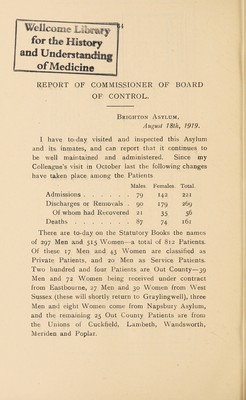 Wellcome Library
for the History
and Understanding
of Medicine
REPORT OF COMMISSIONER OF BOARD
OF CONTROL.
BRIGHTON ASYLUM,
August 18th, 1919.
I have to-day visited and inspected this Asylum
and its inmates, and can report that it continues to
be well maintained and administered. Since my
Colleague's visit in October last the following changes
have taken place among the Patients
Males. Females. Total.
Admissions . . . . . . 79 142 221
Discharges or Removals . 90 179 269
Of whom had Recovered 21 35 56
Deaths . . . . . . . . 87 74 161
There are to-day on the Statutory Books the names
of 297 Men and 515 Women—a total of 812 Patients.
Of these 17 Men and 43 Women are classified as
Private Patients, and 20 Men as Service Patients.
Two hundred and four Patients are Out County—39
Men and 72 Women being received under contract
from Eastbourne, 27 Men and 30 Women from West
Sussex (these will shortly return to Graylingwell), three
Men and eight Women come from Napsbury Asylum,
and the remaining 25 Out County Patients are from
the Unions of Cuckfield, Lambeth, Wandsworth,
Meriden and Poplar.